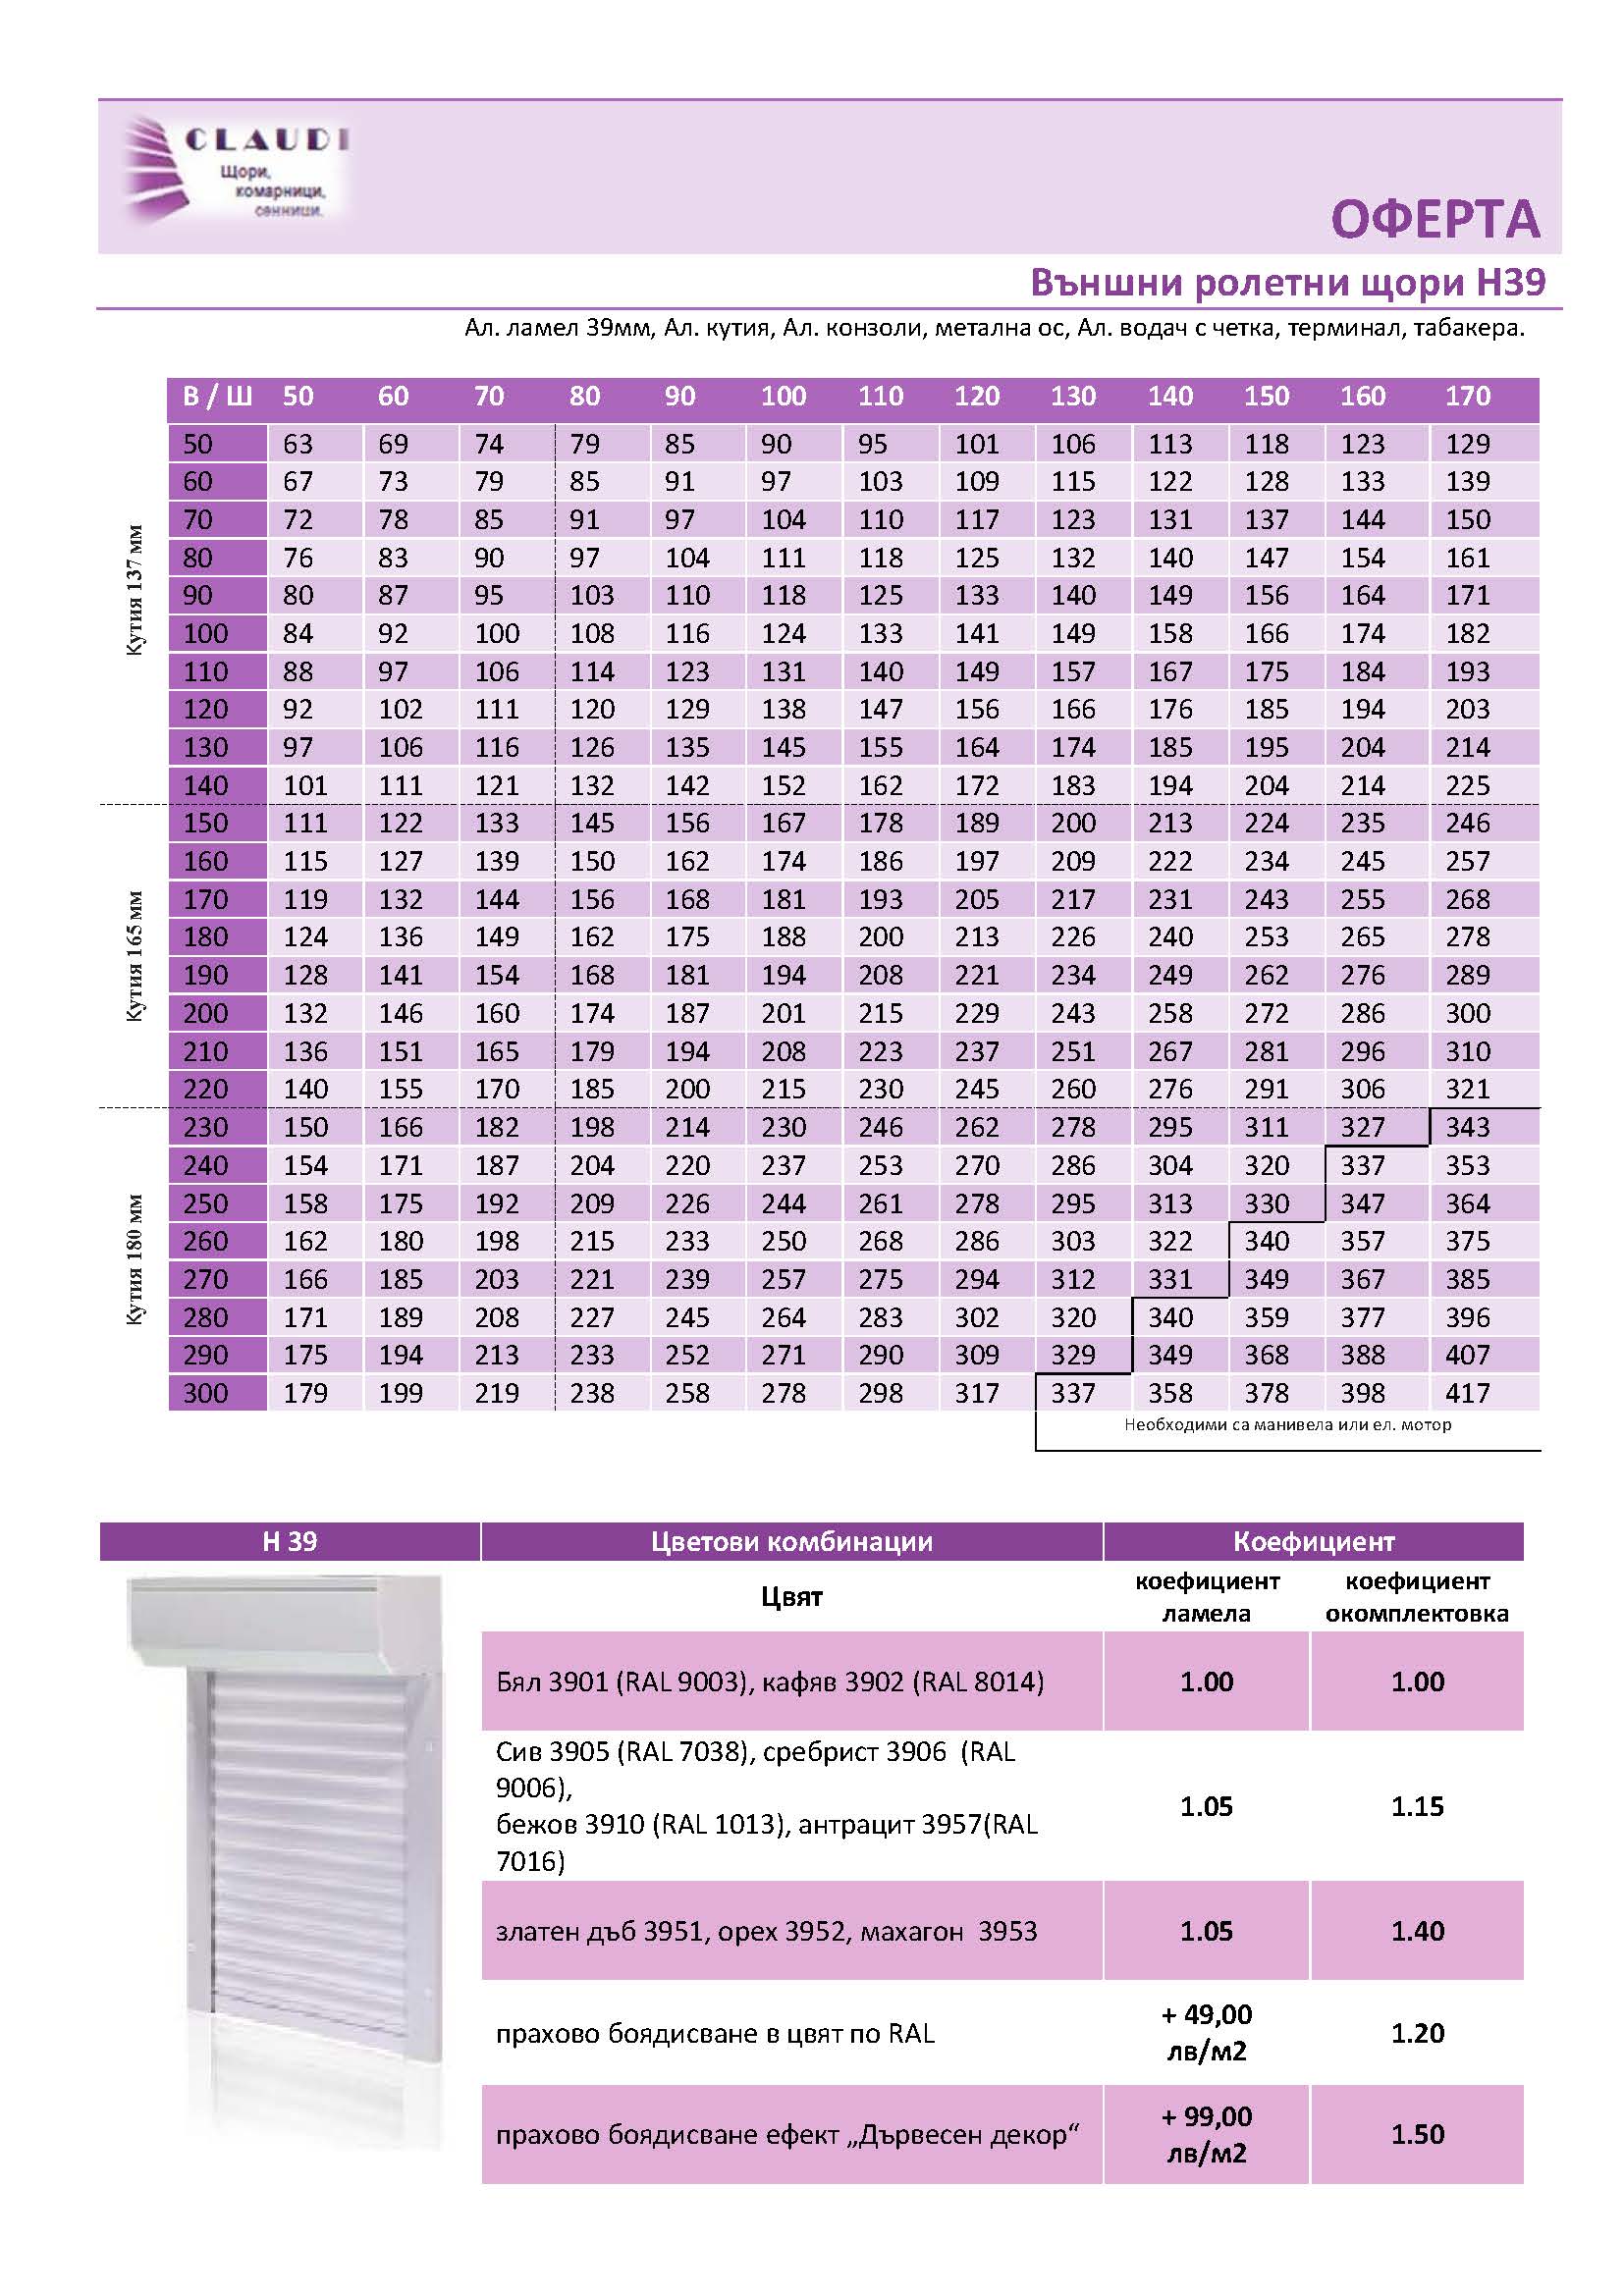 CLAUDI
Щори,
комарници,
сенници.
ОФЕРТА
Външни ролетни щори Н39
Ал. ламел 39мм, Ал. кутия, Ал. конзоли, метална ос, Ал. водач с четка, терминал, табакера.
В / Ш 50 60 70 80 90 100 110 120 130 140 150 160 170
Кутия 137 мм
50 63 69 74 79 85 90 95 101 106 113 118 123 129
60 67 73 79 85 91 97 103 109 115 122 128 133 139
70 72 78 85 91 97 104 110 117 123 131 137 144 150
80 76 83 90 97 104 111 118 125 132 140 147 154 161
90 80 87 95 103 110 118 125 133 140 149 156 164 171
100 84 92 100 108 116 124 133 141 149 158 166 174 182
110 88 97 106 114 123 131 140 149 157 167 175 184 193
120 92 102 111 120 129 138 147 156 166 176 185 194 203
130 97 106 116 126 135 145 155 164 174 185 195 204 214
140 101 111 121 132 142 152 162 172 183 194 204 214 225
Кутия 165 мм
150 111 122 133 145 156 167 178 189 200 213 224 235 246
160 115 127 139 150 162 174 186 197 209 222 234 245 257
170 119 132 144 156 168 181 193 205 217 231 243 255 268
180 124 136 149 162 175 188 200 213 226 240 253 265 278
190 128 141 154 168 181 194 208 221 234 249 262 276 289
200 132 146 160 174 187 201 215 229 243 258 272 286 300
210 136 151 165 179 194 208 223 237 251 267 281 296 310
220 140 155 170 185 200 215 230 245 260 276 291 306 321
Кутия 180 мм
230 150 166 182 198 214 230 246 262 278 295 311 327 343
240 154 171 187 204 220 237 253 270 286 304 320 337 353
250 158 175 192 209 226 244 261 278 295 313 330 347 364
260 162 180 198 215 233 250 268 286 303 322 340 357 375
270 166 185 203 221 239 257 275 294 312 331 349 367 385
280 171 189 208 227 245 264 283 302 320 340 359 377 396
290 175 194 213 233 252 271 290 309 329 349 368 388 407
300 179 199 219 238 258 278 298 317 337 358 378 398 417
Необходими са манивела или ел. мотор
Н 39 Цветови комбинации Коефициент
Цвят
коефициент ламела
коефициент окомплектовка
Бял 3901 (RAL 9003), кафяв 3902 (RAL 8014) 1.00 1.00
Сив 3905 (RAL 7038), сребрист 3906 (RAL
9006),
бежов 3910 (RAL 1013), антрацит 3957(RAL
7016)
1.05 1.15
златен дъб 3951, орех 3952, махагон 3953 1.05 1.40
прахово боядисване в цвят по RAL
+ 49,00
лв/м2
1.20
прахово боядисване ефект „Дървесен декор“
+ 99,00
лв/м2
1.50